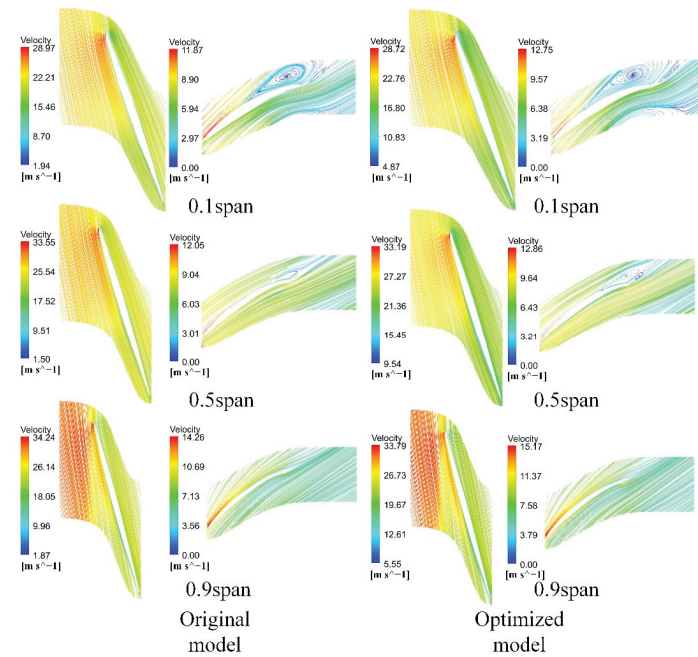 Velocity
28.97
22.21
15.46
8.70
1.94
[m s^-1]
Velocity
11.87
8.90
5.94
2.97
0.00
[m s^-1]
0.1span
Velocity
28.72
22.76
16.80
10.83
4.87
[m s^-1]
Velocity
12.75
9.57
6.38
3.19
0.00
[m s^-1]
0.1span
Velocity
33.55
25.54
17.52
9.51
1.50
[m s^-1]
Velocity
12.05
9.04
6.03
3.01
0.00
[m s^-1]
0.5span
Velocity
33.19
27.27
21.36
15.45
9.54
[m s^-1]
Velocity
12.86
9.64
6.43
3.21
0.00
[m s^-1]
0.5span
Velocity
34.24
26.14
18.05
9.96
1.87
[m s^-1]
Velocity
14.26
10.69
7.13
3.56
0.00
[m s^-1]
0.9span
Velocity
33.79
26.73
19.67
12.61
5.55
[m s^-1]
Velocity
15.17
11.37
7.58
3.79
0.00
[m s^-1]
0.9span
Original
model
Optimized
model